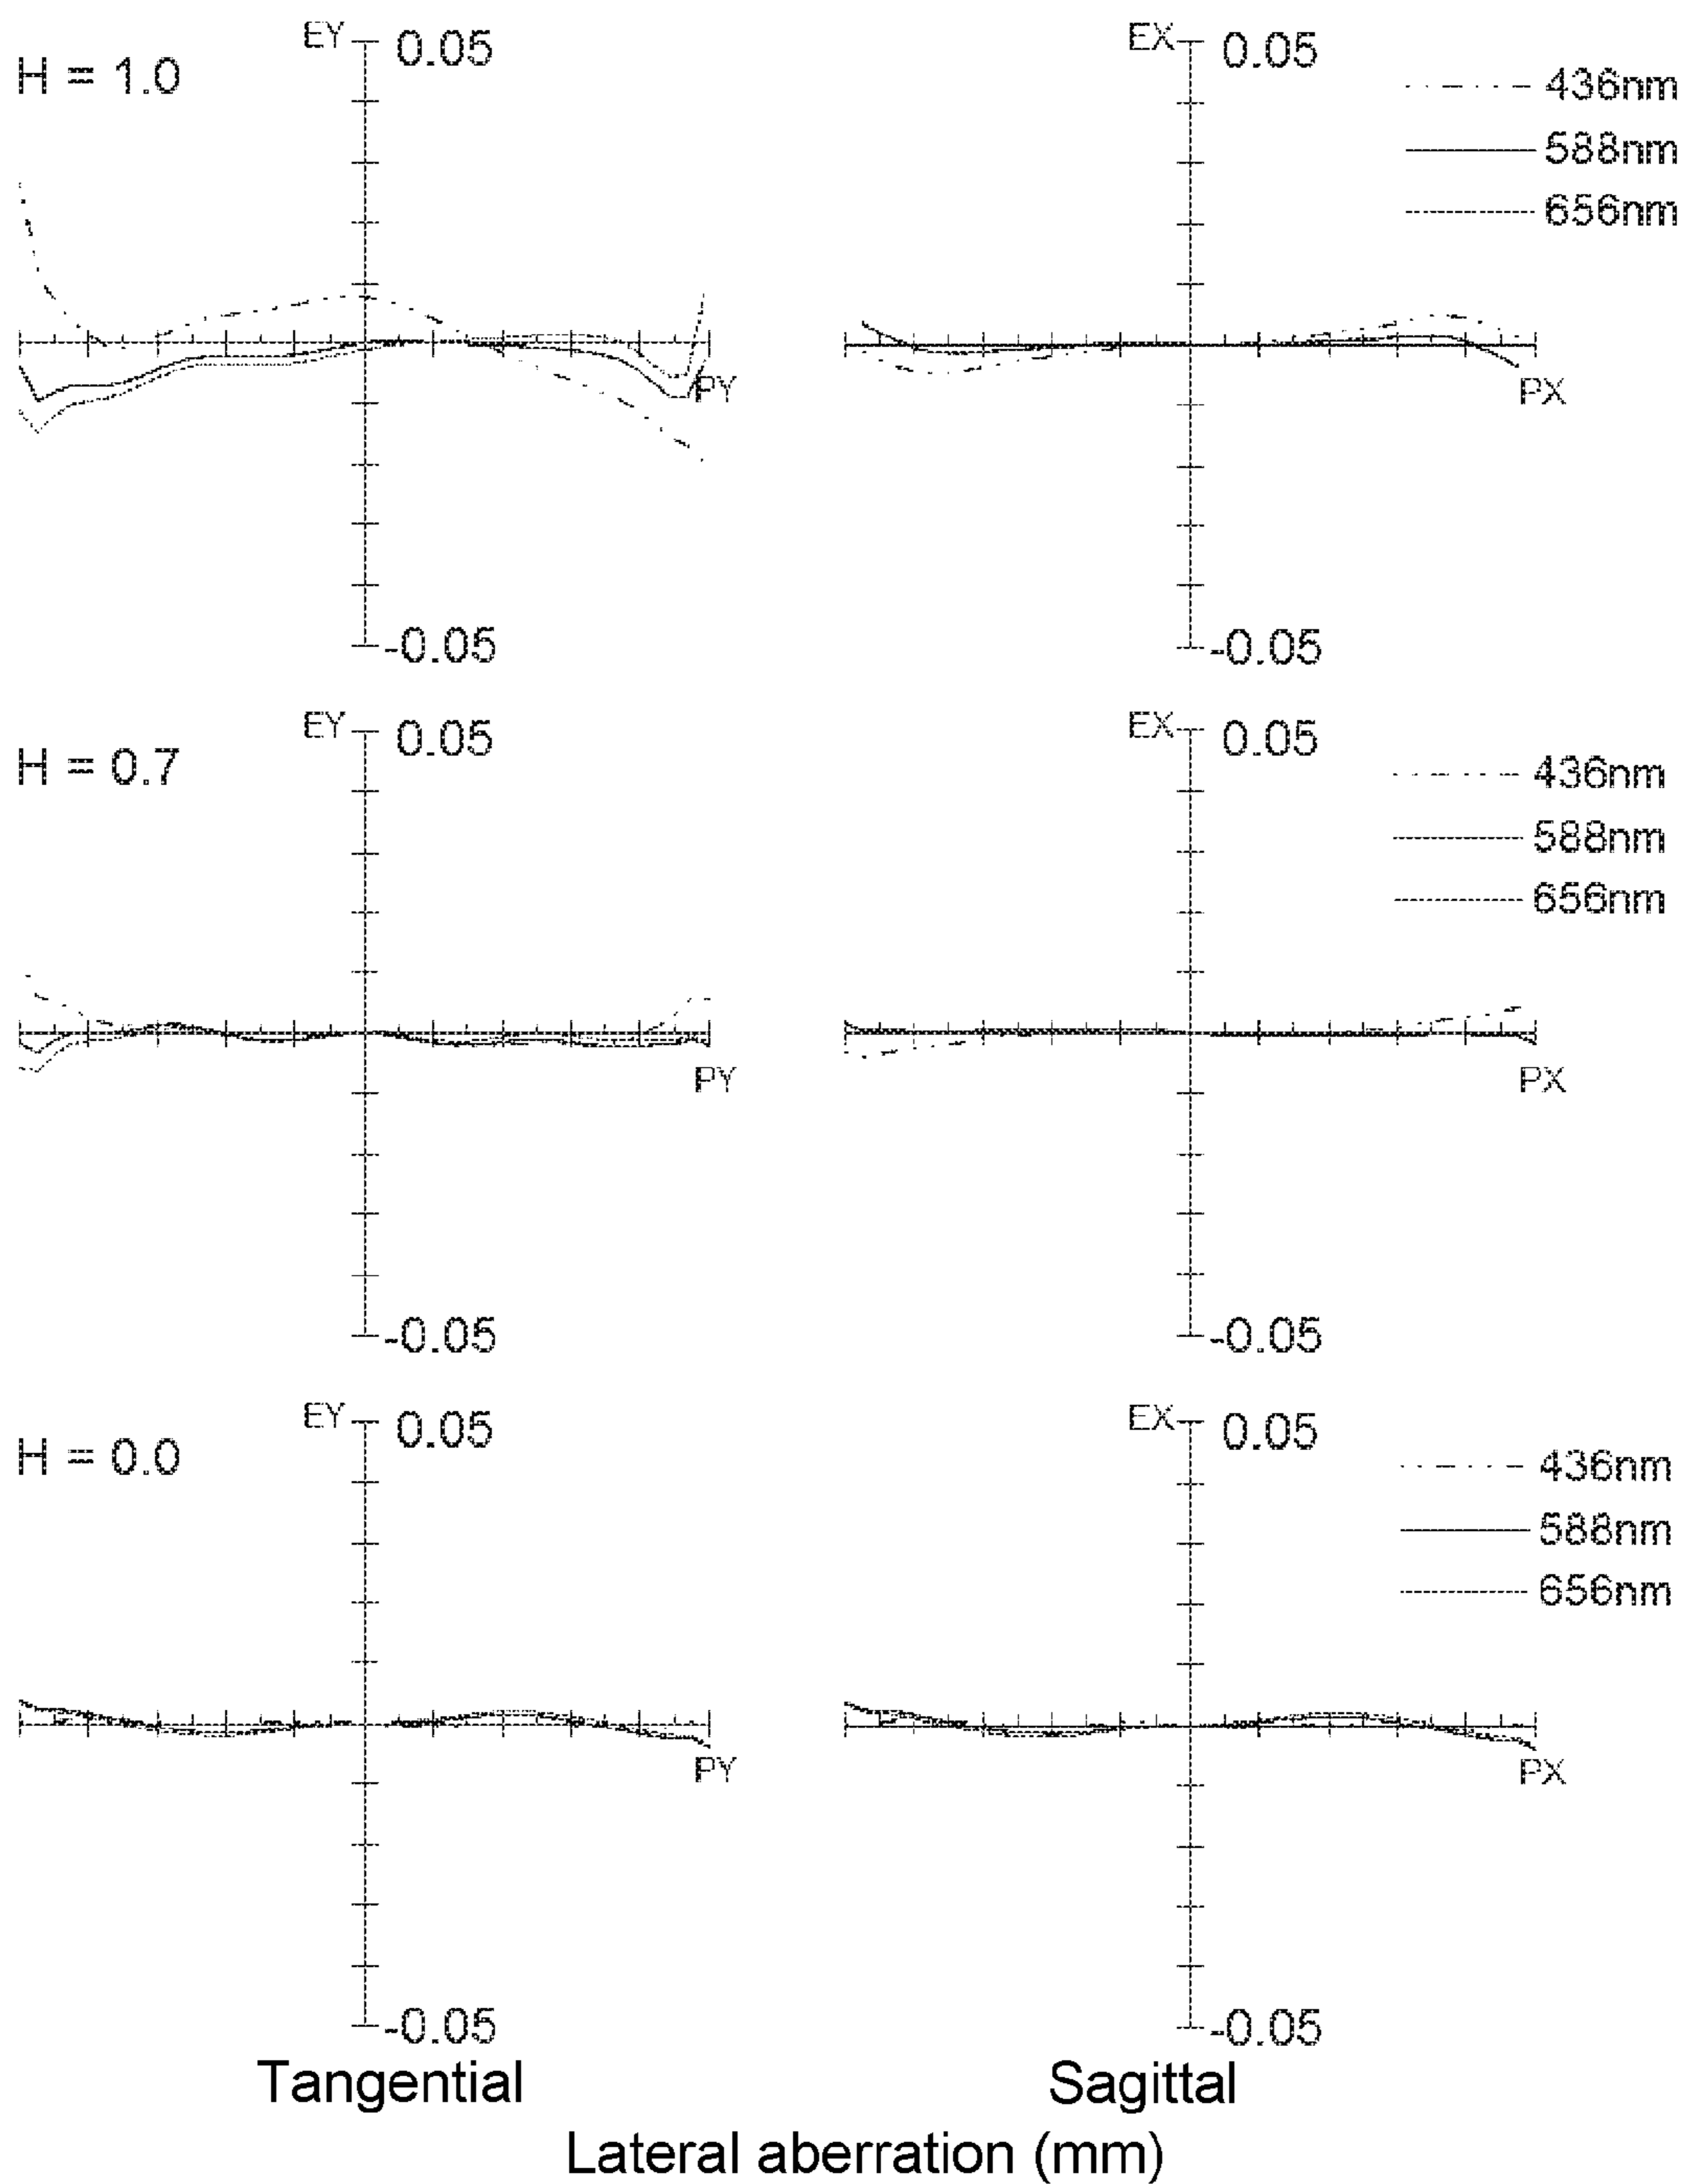 H = 1.0
EY 0.05
EX 0.05
436nm
588nm
656nm
PY
PX
-0.05
-0.05
H = 0.7
EY 0.05
EX 0.05
436nm
588nm
656nm
PY
PX
-0.05
-0.05
H = 0.0
EY 0.05
EX 0.05
436nm
588nm
656nm
PY
PX
-0.05
-0.05
Tangential
Sagittal
Lateral aberration (mm)